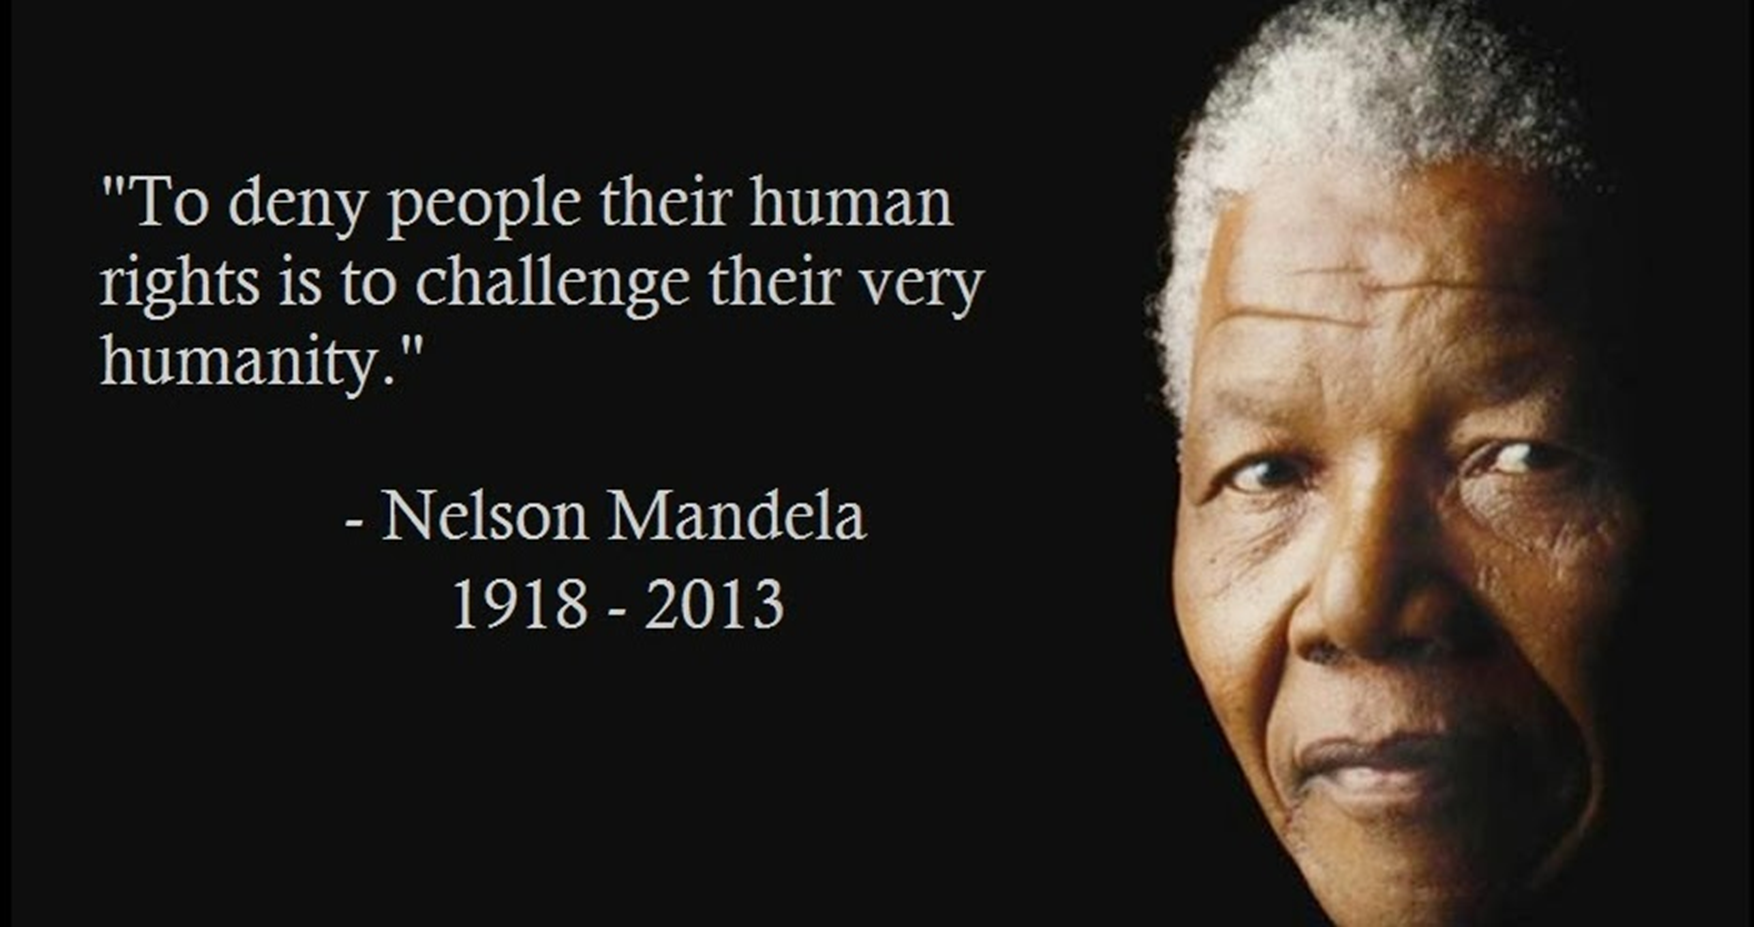 "To deny people their human
rights is to challenge their very
humanity."
- Nelson Mandela
1918 - 2013